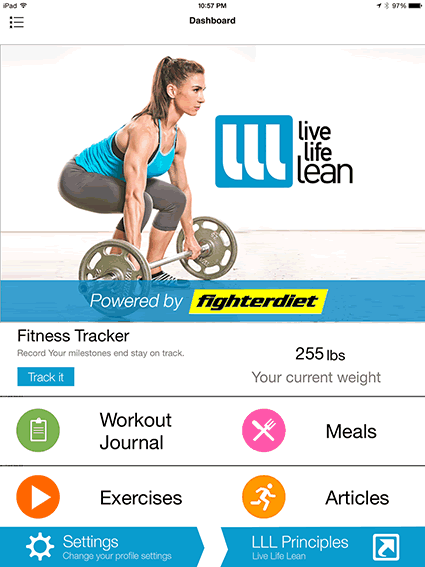 iPad 10:57 PM 97%
Dashboard
LLL live
life
lean
Powered by fighterdiet
Fitness Tracker
Record Your milestones end stay on track.
Track it
255 lbs
Your current weight
Workout
Journal
Meals
Exercises
Articles
Settings
Change your profile settings
LLL Principles
Live Life Lean